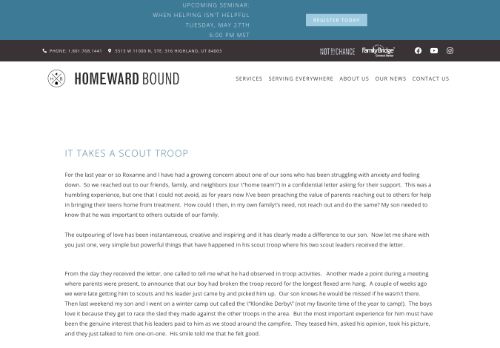 UPCOMING SEMINAR:
WHEN HELPING ISN'T HELPFUL
TUESDAY, MAY 27TH
6:00 PM MST
REGISTER TODAY
PHONE: 1.801.768.1441
5513 W 11000 N, STE. 316 HIGHLAND, UT 84003
NOT BY CHANCE
FamilyBridge
HOMEWARD BOUND
SERVICES SERVING EVERYWHERE ABOUT US OUR NEWS CONTACT US
IT TAKES A SCOUT TROOP
For the last year or so Roxanne and I have had a growing concern about one of our sons who has been struggling with anxiety and feeling
down. So we reached out to our friends, family, and neighbors (our \"home team\") in a confidential letter asking for their support. This was a
humbling experience, but one that I could not avoid, as for years now I've been preaching the value of parents reaching out to others for help
in bringing their teens home from treatment. How could I then, in my own family's need, not reach out and do the same? My son needed to
know that he was important to others outside of our family.
The outpouring of love has been instantaneous, creative and inspiring and it has clearly made a difference to our son. Now let me share with
you just one, very simple but powerful things that have happened in his scout troop where his two scout leaders received the letter.
From the day they received the letter, one called to tell me what he had observed in troop activities. Another made a point during a meeting
where parents were present, to announce that our boy had broken the troop record for the longest flexed arm hang. A couple of weeks ago
we were late getting him to scouts and his leader just came by and picked him up. Our son knows he would be missed if he wasn't there.
Then last weekend my son and I went on a winter camp out called the \"Klondike Derby\" (not my favorite time of the year to camp!). The boys
love it because they get to race the sled they made against the other troops in the area. But the most important experience for him must have
been the genuine interest that his leaders paid to him as we stood around the campfire. They teased him, asked his opinion, took his picture,
and they just talked to him one-on-one. His smile told me that he felt good.